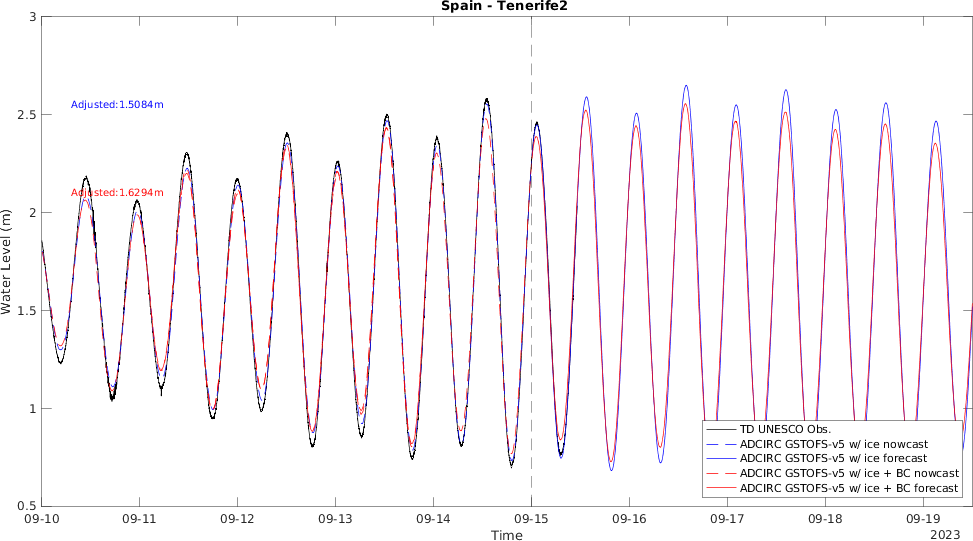 Spain - Tenerife2
3
2.5
2
1.5
1
0.5
Water Level (m)
Adjusted:1.5084m
Adjusted:1.6294m
TD UNESCO Obs.
ADCIRC GSTOFS-v5 w/ ice nowcast
ADCIRC GSTOFS-v5 w/ ice forecast
ADCIRC GSTOFS-v5 w/ ice + BC nowcast
ADCIRC GSTOFS-v5 w/ ice + BC forecast
09-10 09-11 09-12 09-13 09-14 09-15 09-16 09-17 09-18 09-19
Time
2023